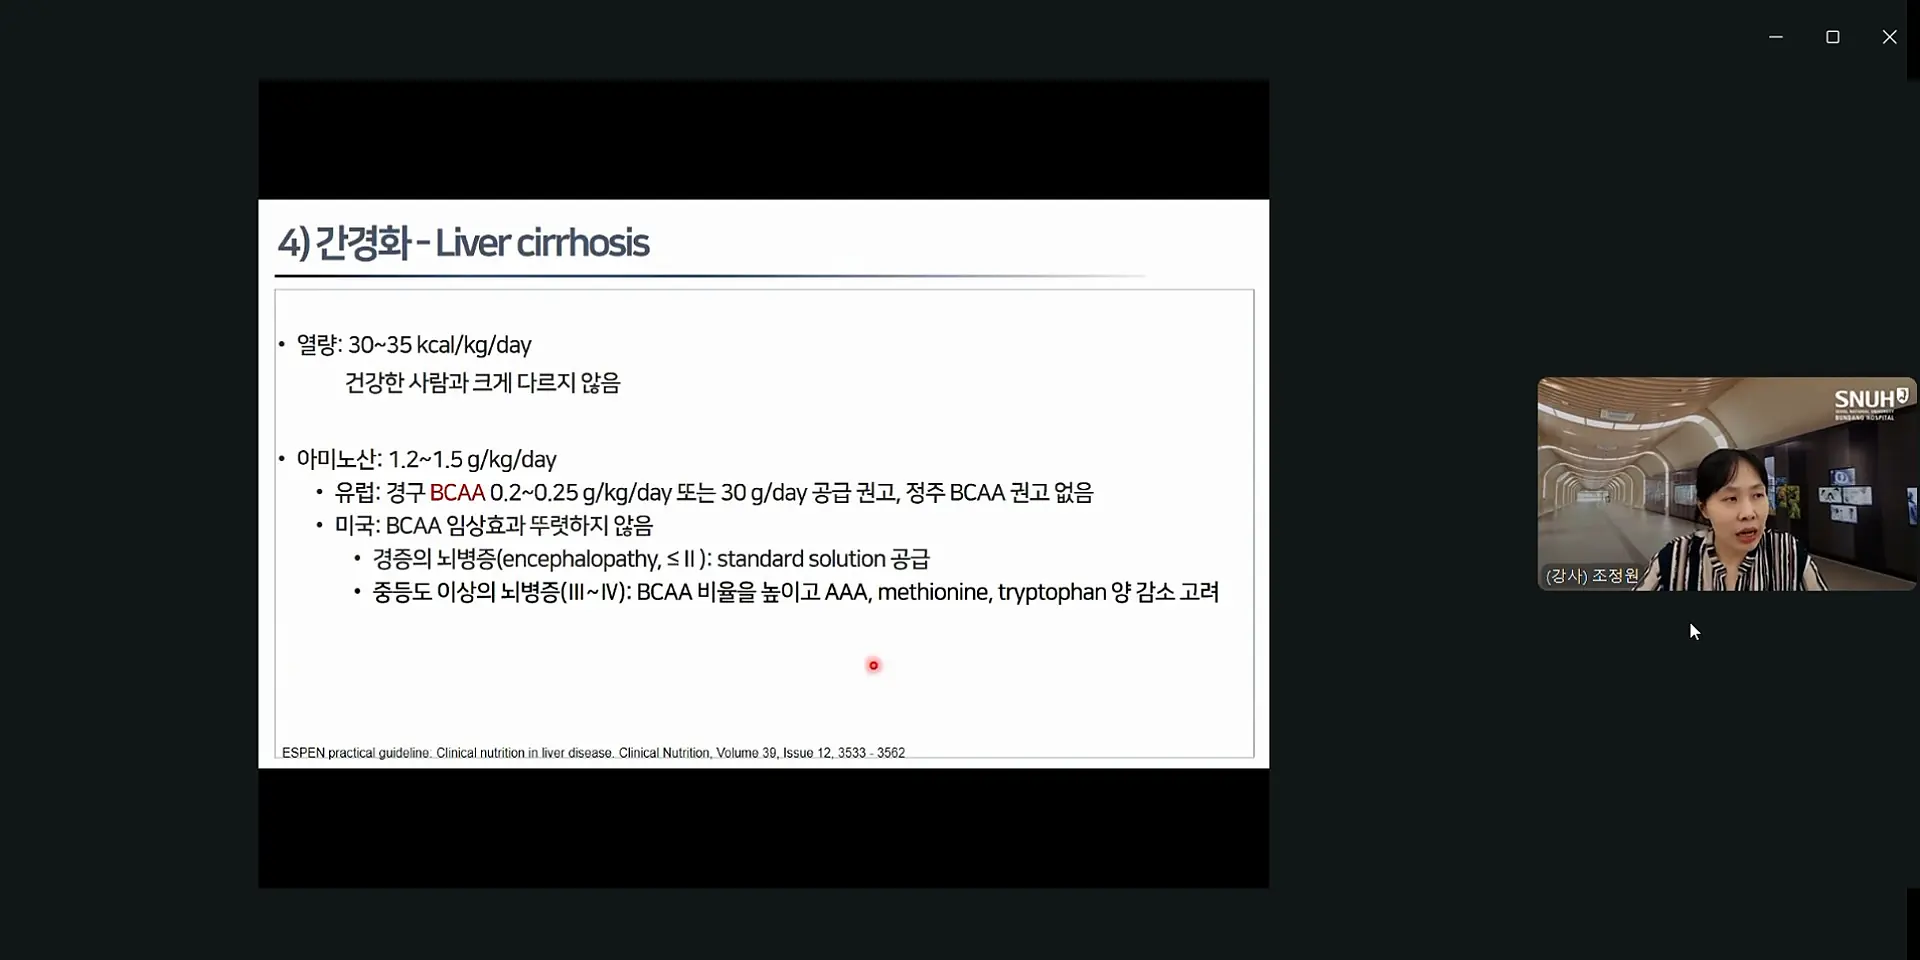 4) 간경화 - Liver cirrhosis
• 열량: 30~35 kcal/kg/day
건강한 사람과 크게 다르지 않음
• 아미노산: 1.2~1.5 g/kg/day
• 유럽: 경구 BCAA 0.2~0.25 g/kg/day 또는 30 g/day 공급 권고, 정주 BCAA 권고 없음
• 미국: BCAA 임상효과 뚜렷하지 않음
• 경증의 뇌병증(encephalopathy, ≤Ⅱ): standard solution 공급
• 중등도 이상의 뇌병증(Ⅲ~Ⅳ): BCAA 비율을 높이고 AAA, methionine, tryptophan 양 감소 고려
ESPEN practical guideline: Clinical nutrition in liver disease. Clinical Nutrition, Volume 39, Issue 12, 3533 - 3562
SNUH
SEOUL NATIONAL UNIVERSITY
BUNDANG HOSPITAL
(강사) 조정원